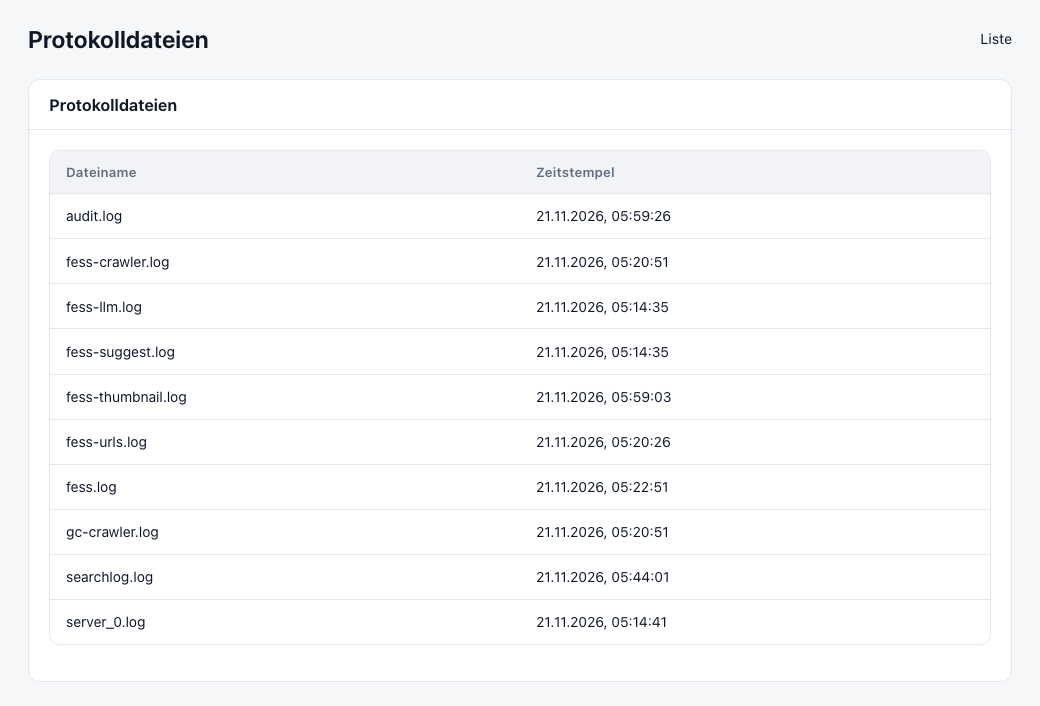 Protokolldateien
Liste
Protokolldateien
Dateiname Zeitstempel
audit.log 21.11.2026, 05:59:26
fess-crawler.log 21.11.2026, 05:20:51
fess-llm.log 21.11.2026, 05:14:35
fess-suggest.log 21.11.2026, 05:14:35
fess-thumbnail.log 21.11.2026, 05:59:03
fess-urls.log 21.11.2026, 05:20:26
fess.log 21.11.2026, 05:22:51
gc-crawler.log 21.11.2026, 05:20:51
searchlog.log 21.11.2026, 05:44:01
server_0.log 21.11.2026, 05:14:41